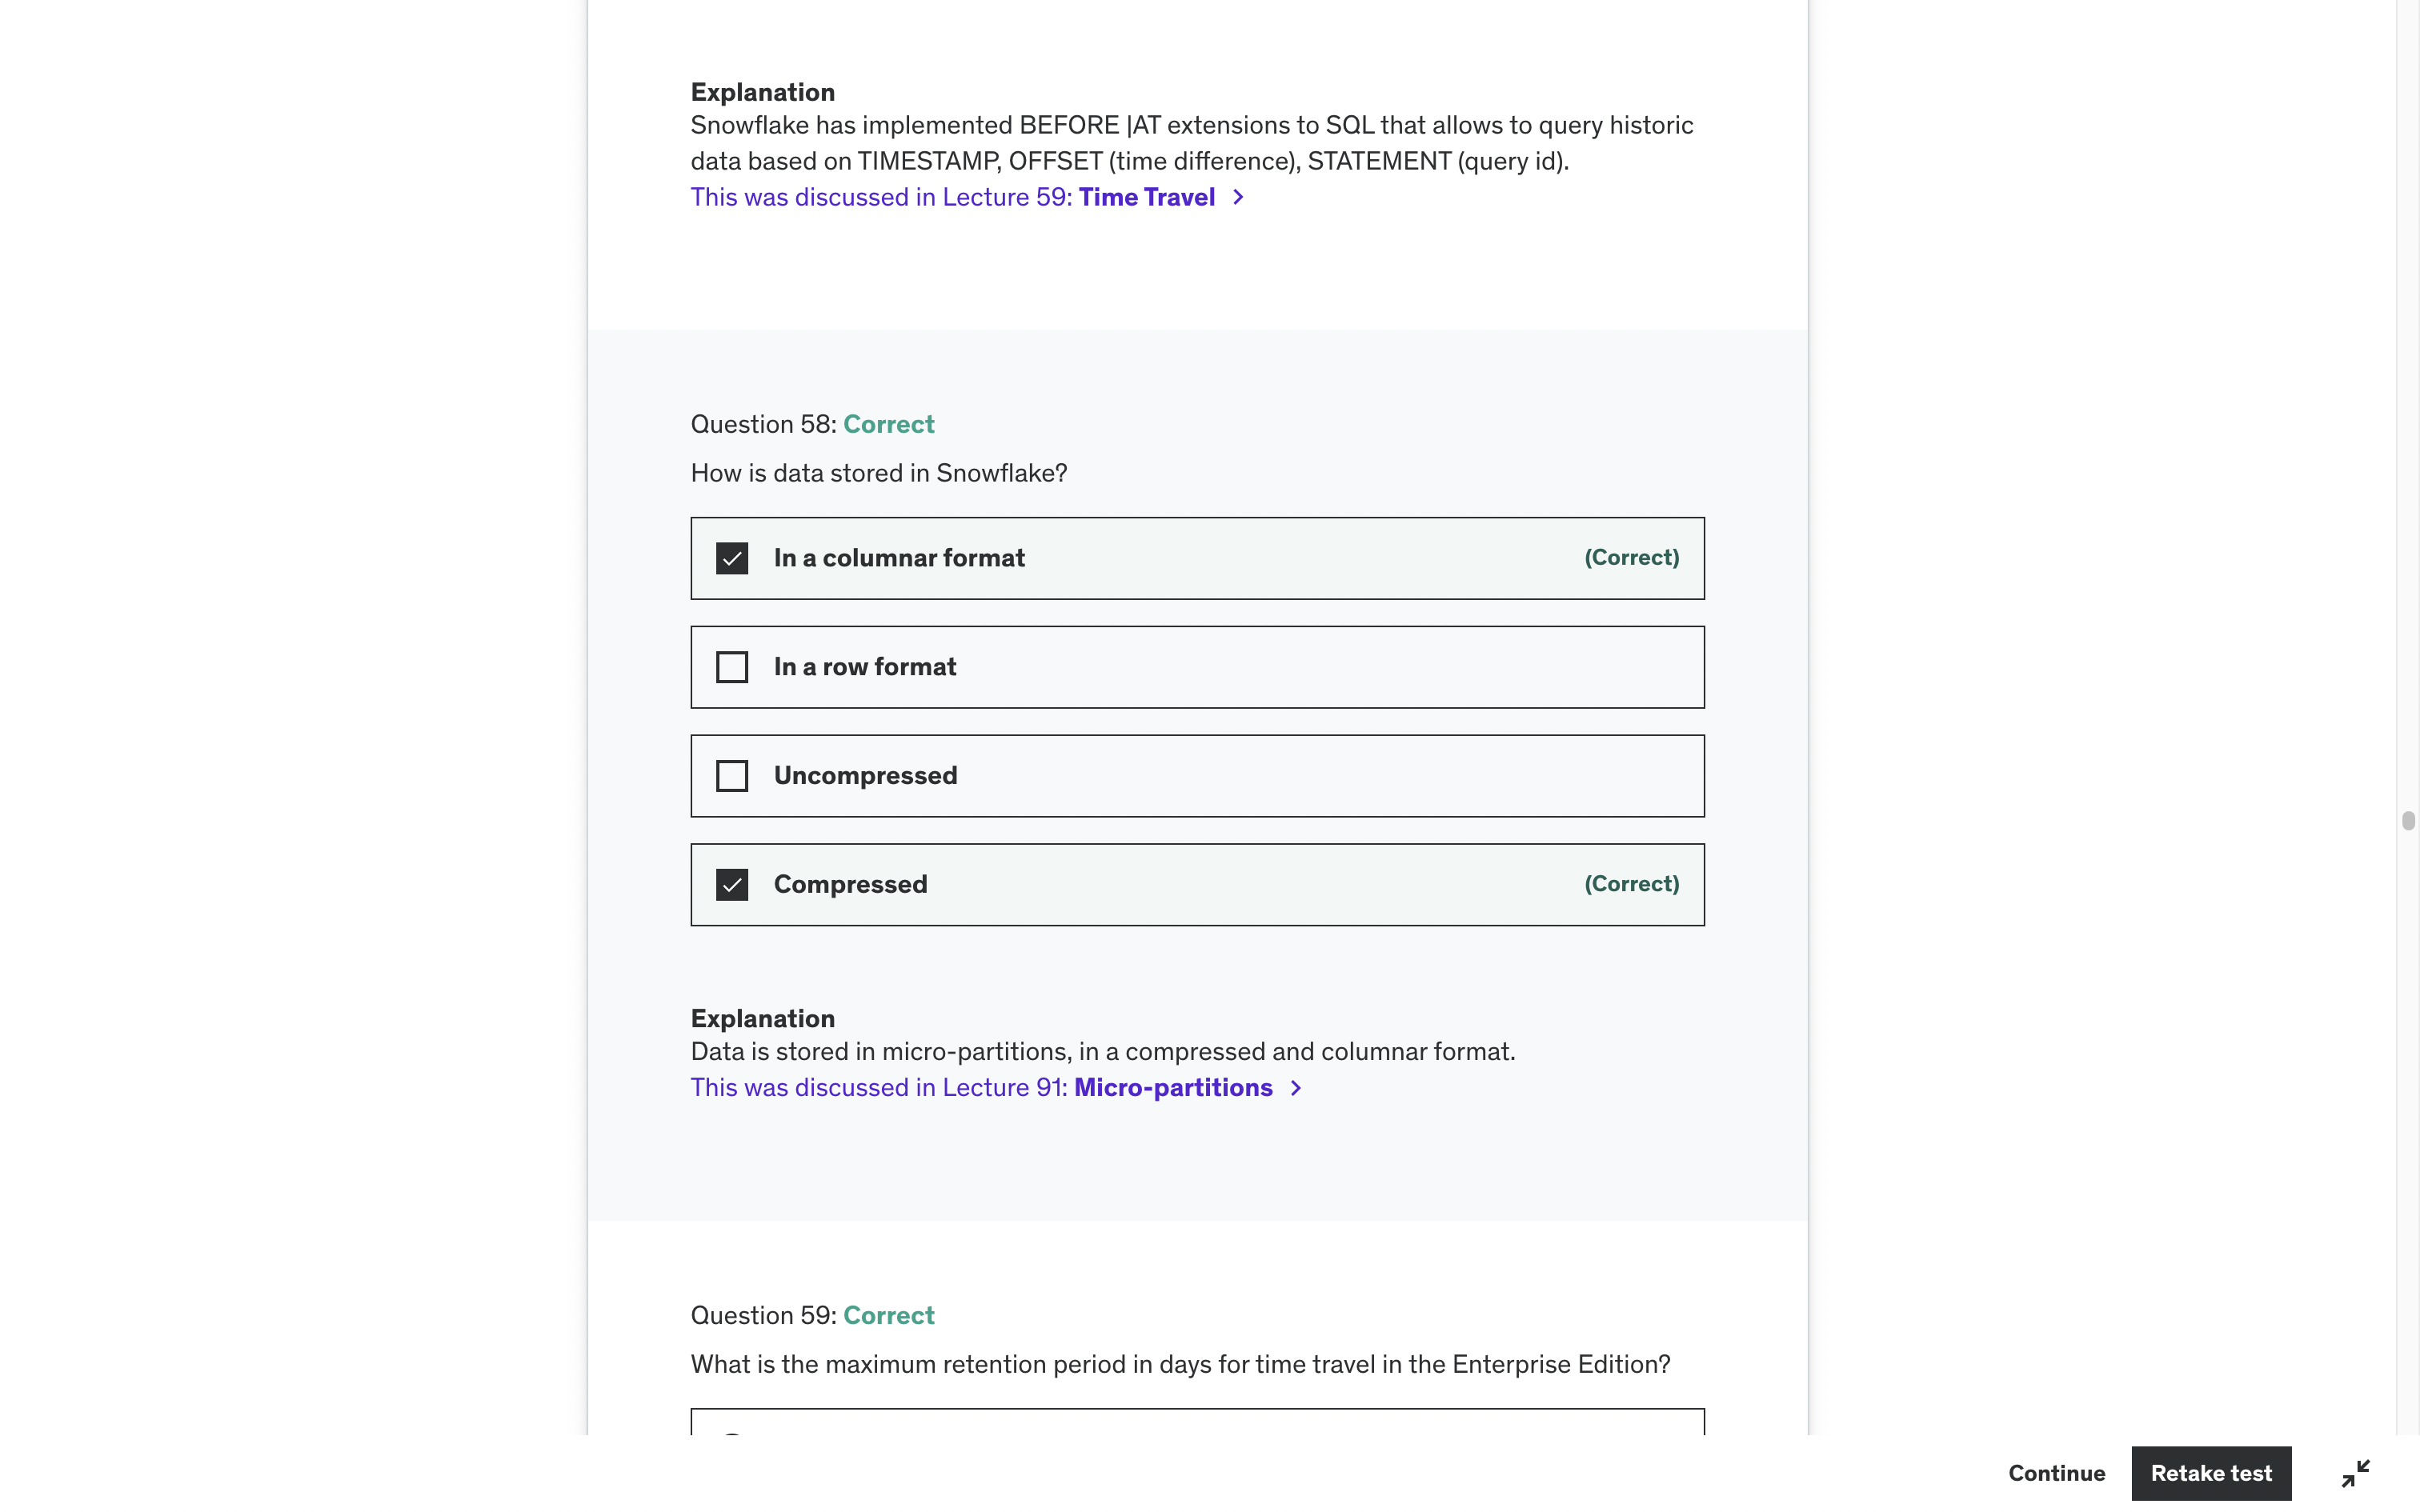 Explanation
Snowflake has implemented BEFORE |AT extensions to SQL that allows to query historic
data based on TIMESTAMP, OFFSET (time difference), STATEMENT (query id).
This was discussed in Lecture 59: Time Travel
Question 58: Correct
How is data stored in Snowflake?
In a columnar format (Correct)
In a row format
Uncompressed
Compressed (Correct)
Explanation
Data is stored in micro-partitions, in a compressed and columnar format.
This was discussed in Lecture 91: Micro-partitions
Question 59: Correct
What is the maximum retention period in days for time travel in the Enterprise Edition?
Continue Retake test